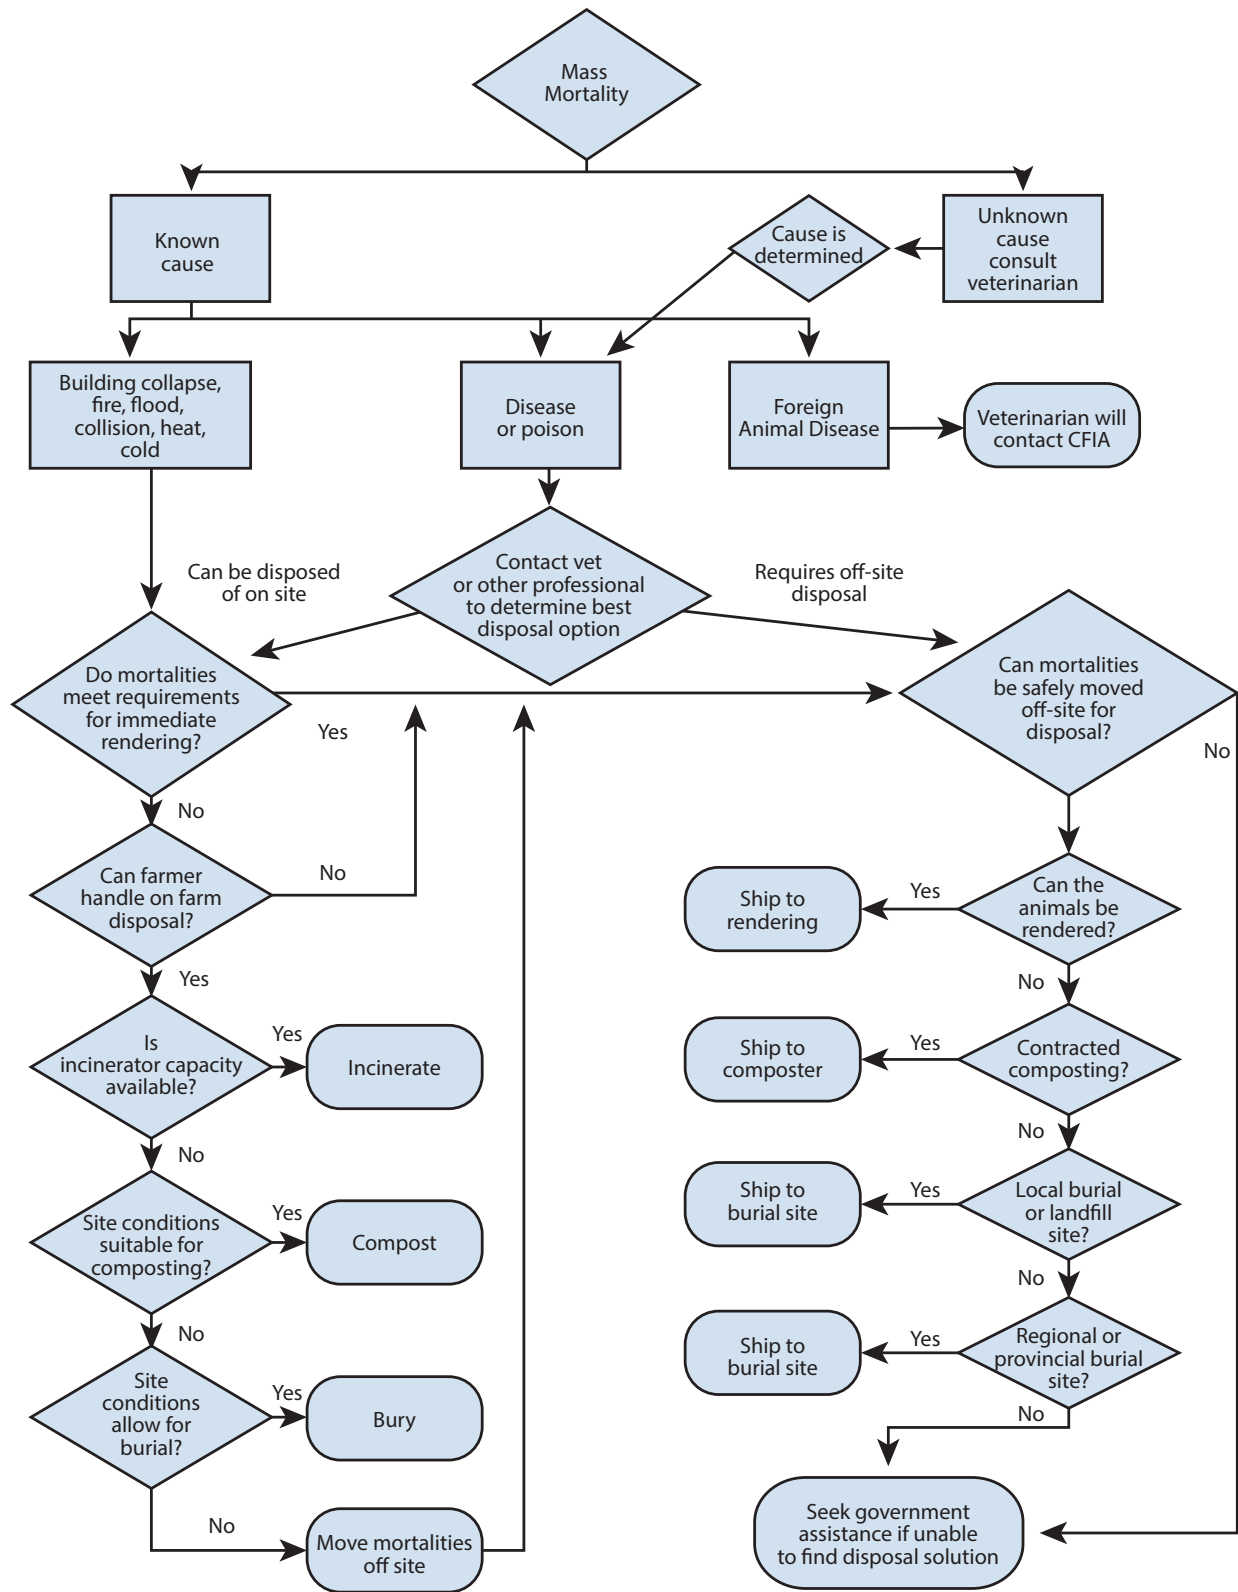 Mass
Mortality
Known
cause
Cause is
determined
Unknown
cause
consult
veterinarian
Building collapse,
fire, flood,
collision, heat,
cold
Disease
or poison
Foreign
Animal Disease
Veterinarian will
contact CFIA
Can be disposed
of on site
Contact vet
or other professional
to determine best
disposal option
Requires off-site
disposal
Do mortalities
meet requirements
for immediate
rendering?
Yes
Can mortalities
be safely moved
off-site for
disposal?
No
No
Can farmer
handle on farm
disposal?
No
Ship to
rendering
Yes
Can the
animals be
rendered?
Yes
No
Is
incinerator capacity
available?
Yes
Incinerate
Ship to
composter
Yes
Contracted
composting?
No
No
Site conditions
suitable for
composting?
Yes
Compost
Ship to
burial site
Yes
Local burial
or landfill
site?
No
No
Site
conditions
allow for
burial?
Yes
Bury
Ship to
burial site
Yes
Regional or
provincial burial
site?
No
No
Move mortalities
off site
Seek government
assistance if unable
to find disposal solution